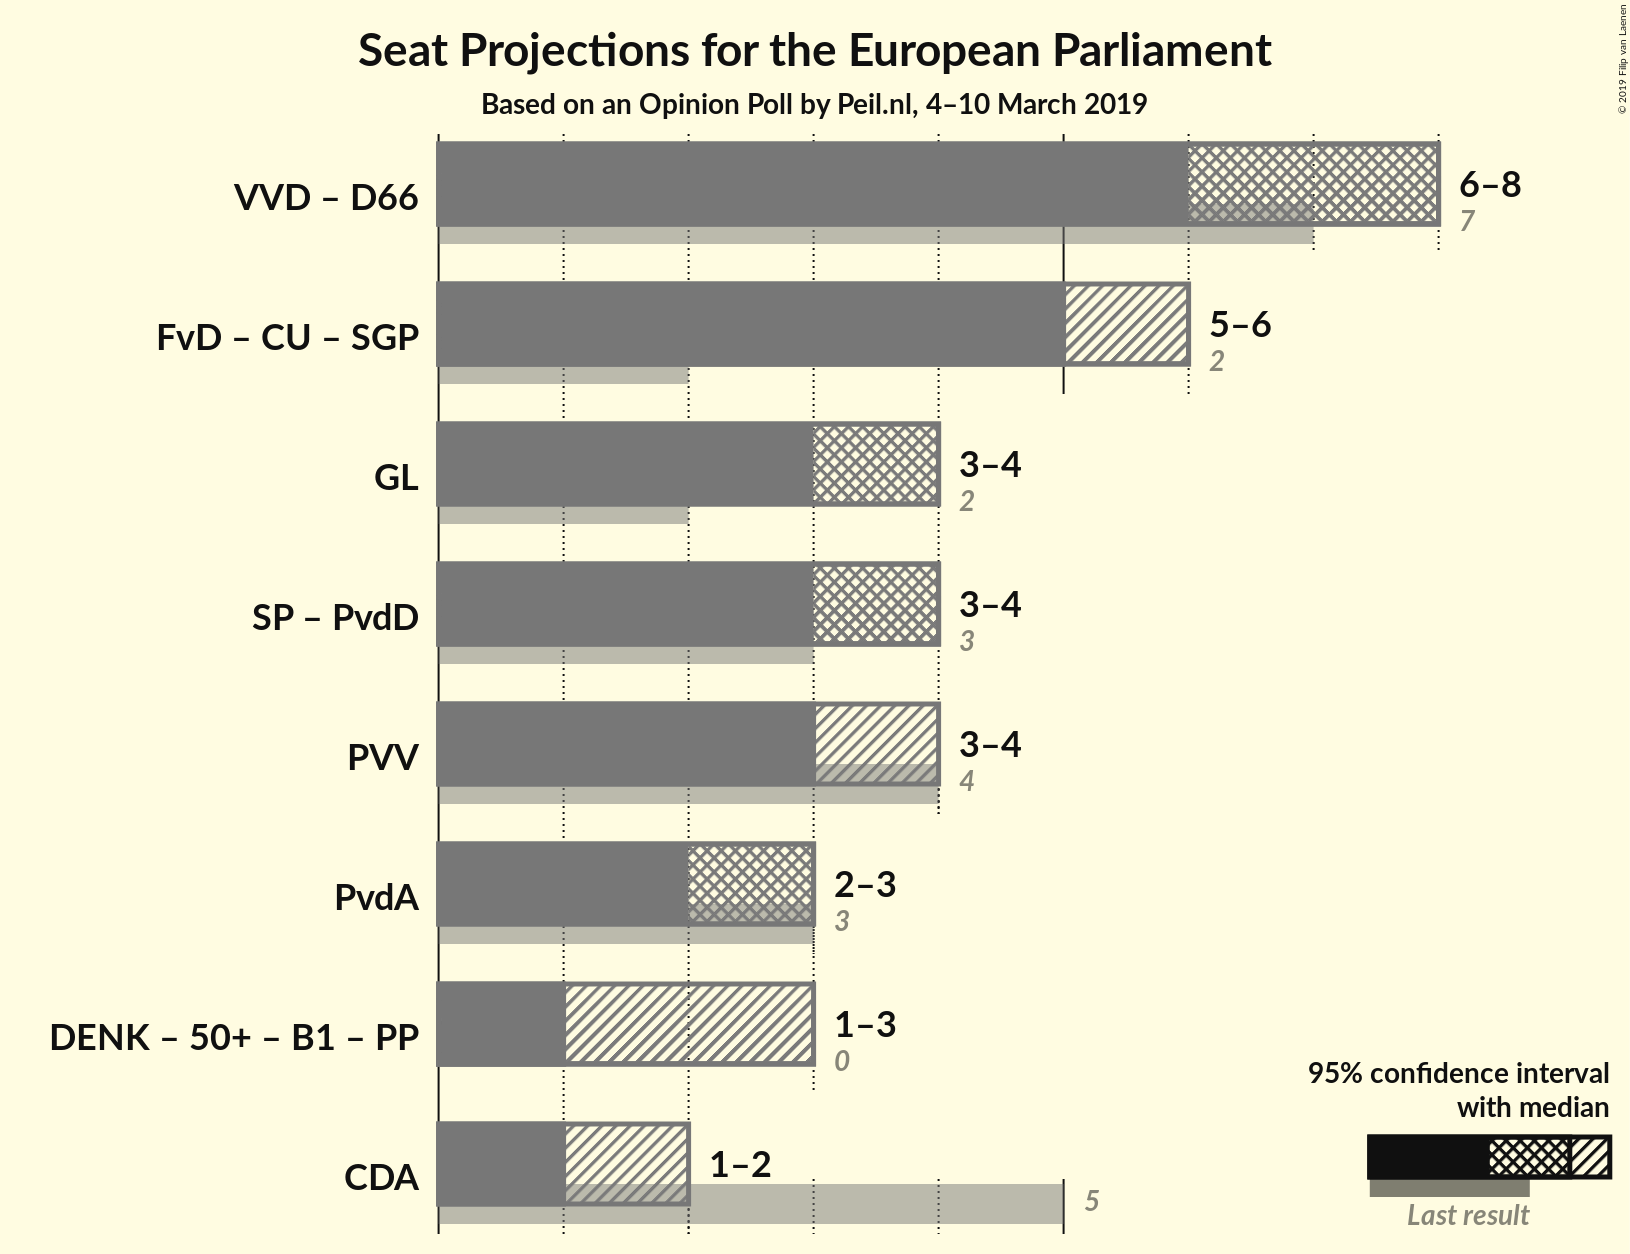 Seat Projections for the European Parliament
Based on an Opinion Poll by Peil.nl, 4–10 March 2019
© 2019 Filip van Laenen
VVD – D66
6–8
7
FvD – CU – SGP
5–6
2
GL
3–4
2
SP – PvdD
3–4
3
PVV
3–4
4
PvdA
2–3
3
DENK – 50+ – B1 – PP
1–3
0
CDA
1–2
5
95% confidence interval
with median
Last result